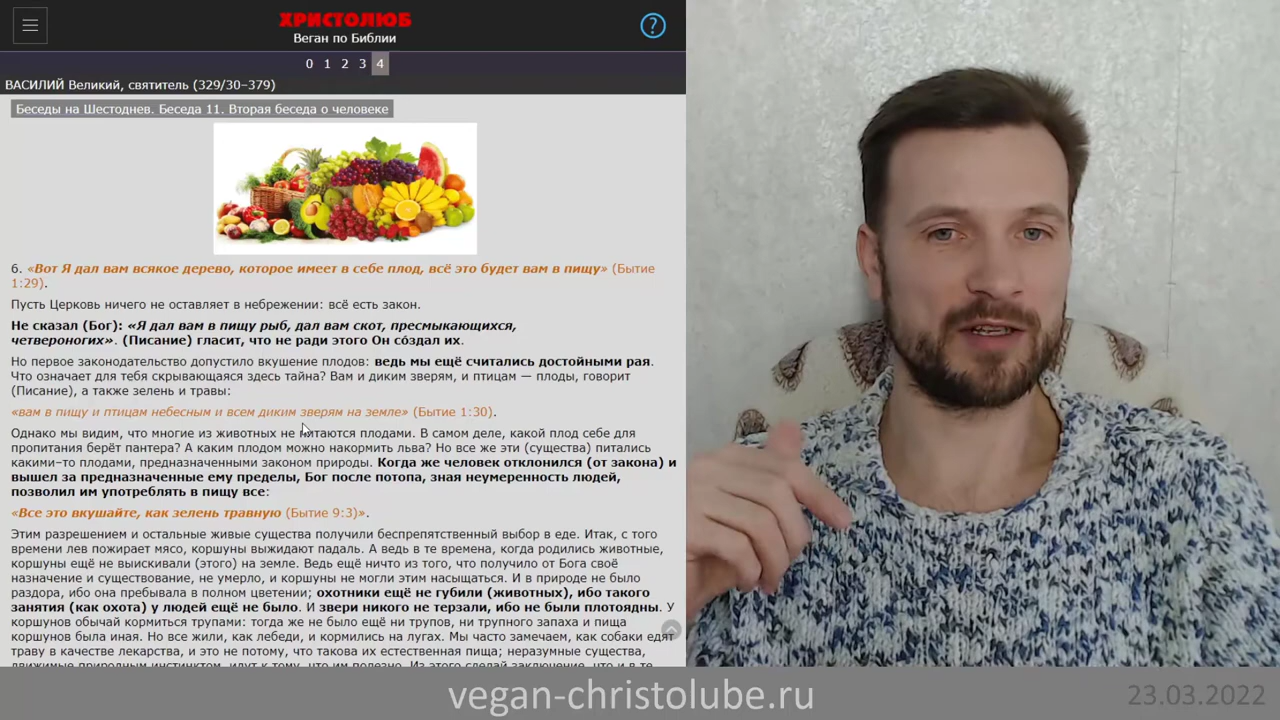 ХРИСТОЛЮБ
Веган по Библии
?
0 1 2 3 4
ВАСИЛИЙ Великий, святитель (329/30–379)
Беседы на Шестоднев. Беседа 11. Вторая беседа о человеке
6. «Вот Я дал вам всякое дерево, которое имеет в себе плод, всё это будет вам в пищу» (Бытие
1:29).
Пусть Церковь ничего не оставляет в небрежении: всё есть закон.
Не сказал (Бог): «Я дал вам в пищу рыб, дал вам скот, пресмыкающихся,
четвероногих». (Писание) гласит, что не ради этого Он со́здал их.
Но первое законодательство допустило вкушение плодов: ведь мы ещё считались достойными рая.
Что означает для тебя скрывающаяся здесь тайна? Вам и диким зверям, и птицам — плоды, говорит
(Писание), а также зелень и травы:
«вам в пищу и птицам небесным и всем диким зверям на земле» (Бытие 1:30).
Однако мы видим, что многие из животных не питаются плодами. В самом деле, какой плод себе для
пропитания берёт пантера? А каким плодом можно накормить льва? Но все же эти (существа) питались
какими–то плодами, предназначенными законом природы. Когда же человек отклонился (от закона) и
вышел за предназначенные ему пределы, Бог после потопа, зная неумеренность людей,
позволил им употреблять в пищу все:
«Все это вкушайте, как зелень травную (Бытие 9:3)».
Этим разрешением и остальные живые существа получили беспрепятственный выбор в еде. Итак, с того
времени лев пожирает мясо, коршуны выжидают падаль. А ведь в те времена, когда родились животные,
коршуны ещё не выискивали (этого) на земле. Ведь ещё ничто из того, что получило от Бога своё
назначение и существование, не умерло, и коршуны не могли этим насыщаться. И в природе не было
раздора, ибо она пребывала в полном цветении; охотники ещё не губили (животных), ибо такого
занятия (как охота) у людей ещё не было. И звери никого не терзали, ибо не были плотоядны. У
коршунов обычай кормиться трупами: тогда же не было ещё ни трупов, ни трупного запаха и пища
коршунов была иная. Но все жили, как лебеди, и кормились на лугах. Мы часто замечаем, как собаки едят
траву в качестве лекарства, и это не потому, что такова их естественная пища; неразумные существа,
движимые природным инстинктом, идут к тому, что им полезно. Из этого сделай заключение, что и в те
vegan-christolube.ru
23.03.2022